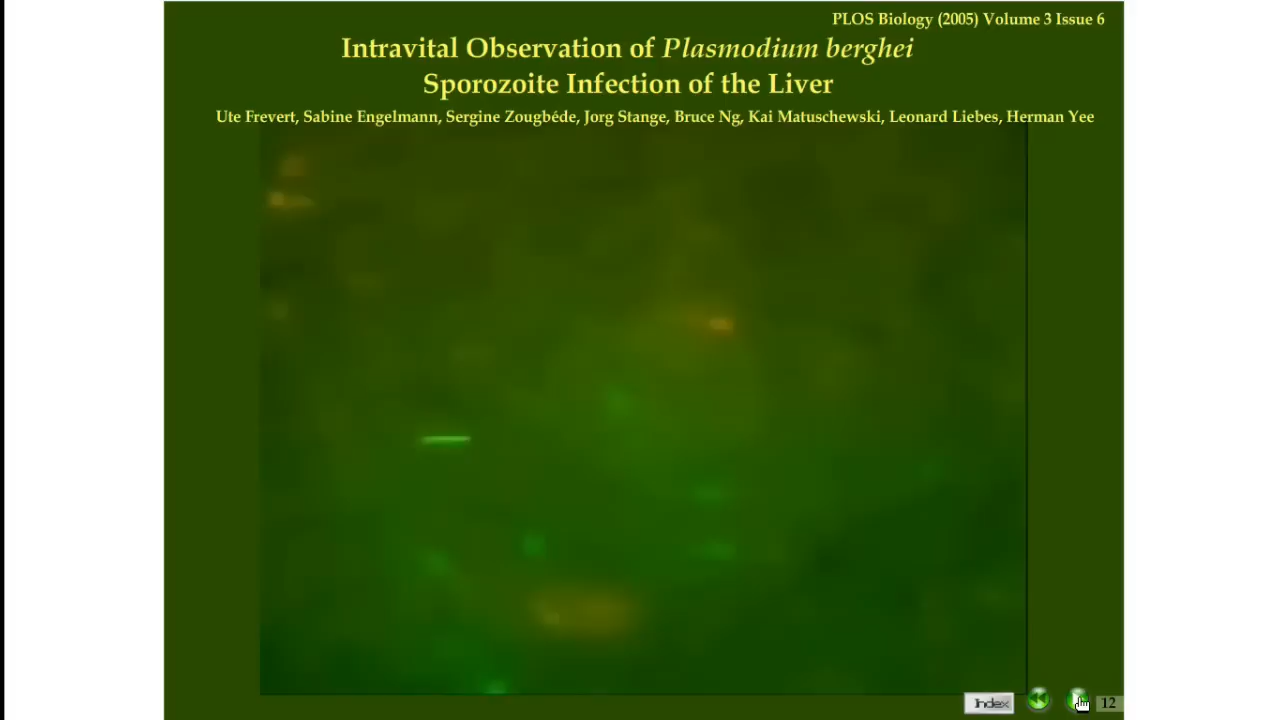 PLOS Biology (2005) Volume 3 Issue 6
Intravital Observation of Plasmodium berghei
Sporozoite Infection of the Liver
Ute Frevert, Sabine Engelmann, Sergine Zougbéde, Jorg Stange, Bruce Ng, Kai Matuschewski, Leonard Liebes, Herman Yee
Index 12